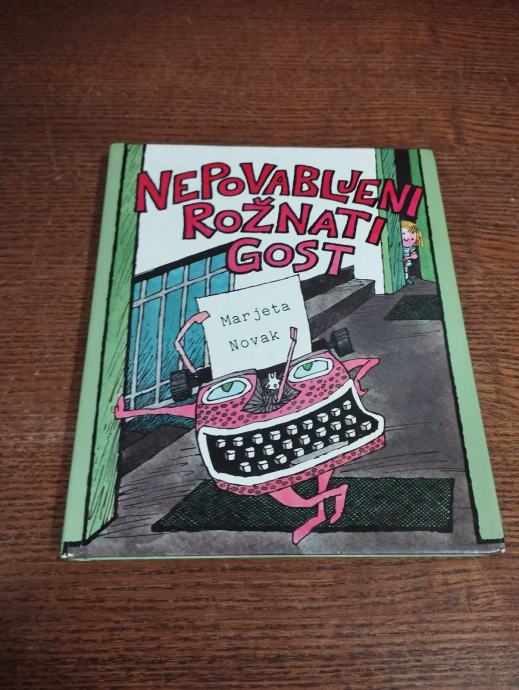 NEPOVABLJENI
ROŽNATI
GOST
Marjeta
Novak